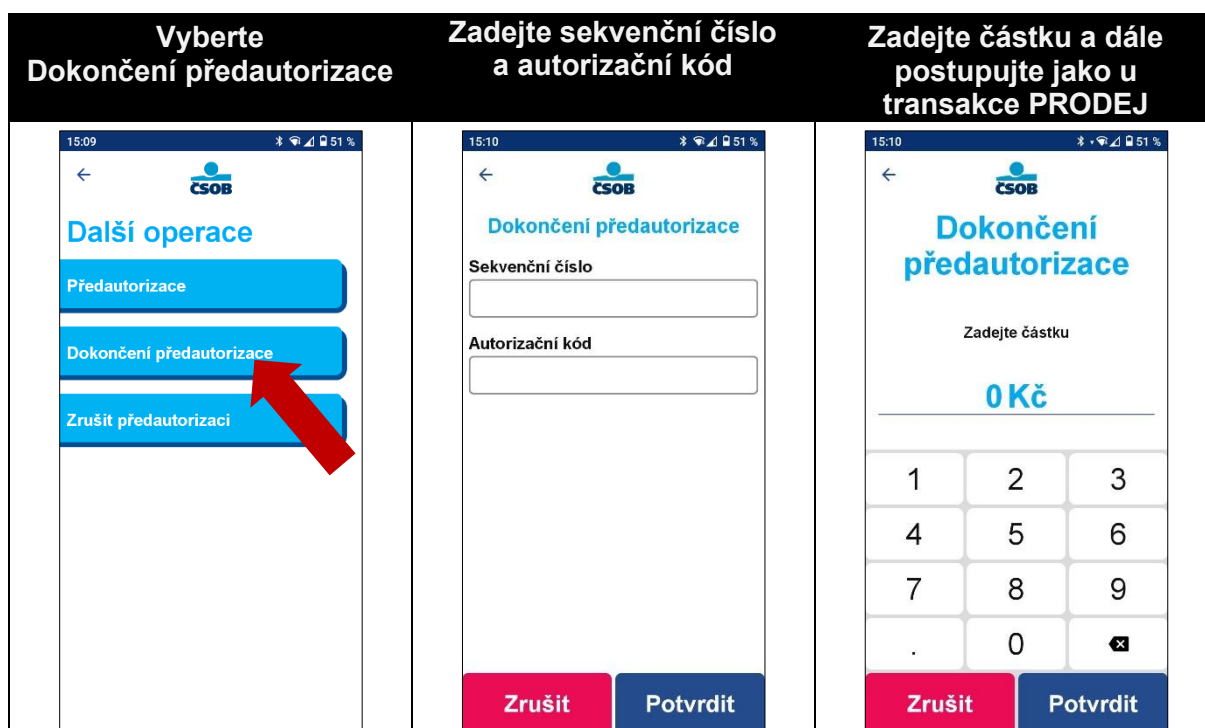 Vyberte
Dokončení předautorizace
Zadejte sekvenční číslo
a autorizační kód
Zadejte částku a dále
postupujte jako u
transakce PRODEJ
15:09
51 %
ČSOB
Další operace
Předautorizace
Dokončení předautorizace
Zrušit předautorizaci
15:10
51 %
ČSOB
Dokončení předautorizace
Sekvenční číslo
Autorizační kód
Zrušit
Potvrdit
15:10
51 %
ČSOB
Dokončení
předautorizace
Zadejte částku
0 Kč
1 2 3
4 5 6
7 8 9
. 0
Zrušit
Potvrdit